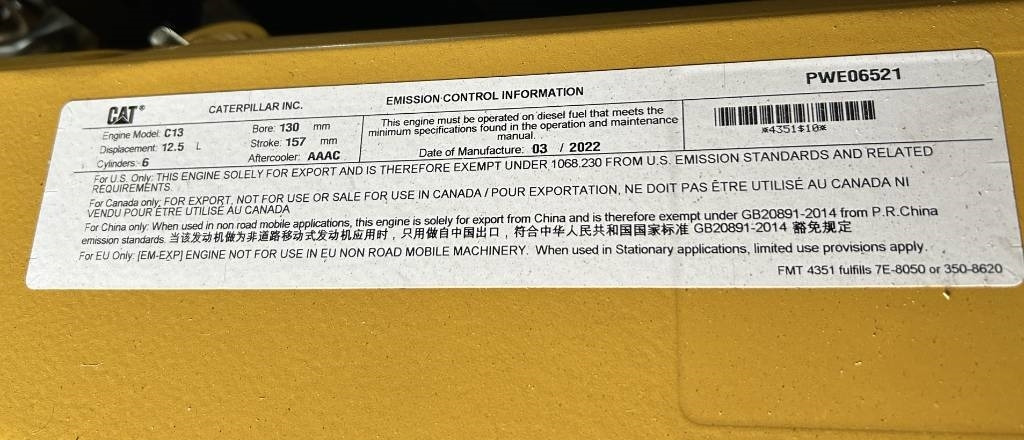 CAT® CATERPILLAR INC. EMISSION CONTROL INFORMATION PWE06521
Engine Model: C13 Bore: 130 mm
Displacement: 12.5 L Stroke: 157 mm
Cylinders: 6 Aftercooler: AAAC
This engine must be operated on diesel fuel that meets the
minimum specifications found in the operation and maintenance
manual.
Date of Manufacture: 03 / 2022
*4351$10*
For U.S. Only: THIS ENGINE SOLELY FOR EXPORT AND IS THEREFORE EXEMPT UNDER 1068.230 FROM U.S. EMISSION STANDARDS AND RELATED
REQUIREMENTS.
For Canada only: FOR EXPORT, NOT FOR USE OR SALE FOR USE IN CANADA / POUR EXPORTATION, NE DOIT PAS ÊTRE UTILISÉ AU CANADA NI
VENDU POUR ÊTRE UTILISÉ AU CANADA
For China only: When used in non road mobile applications, this engine is solely for export from China and is therefore exempt under GB20891-2014 from P.R.China
emission standards. 当该发动机做为非道路移动式发动机应用时，只用做自中国出口，符合中华人民共和国国家标准 GB20891-2014 豁免规定
For EU Only: [EM-EXP] ENGINE NOT FOR USE IN EU NON ROAD MOBILE MACHINERY. When used in Stationary applications, limited use provisions apply.
FMT 4351 fulfills 7E-8050 or 350-8620